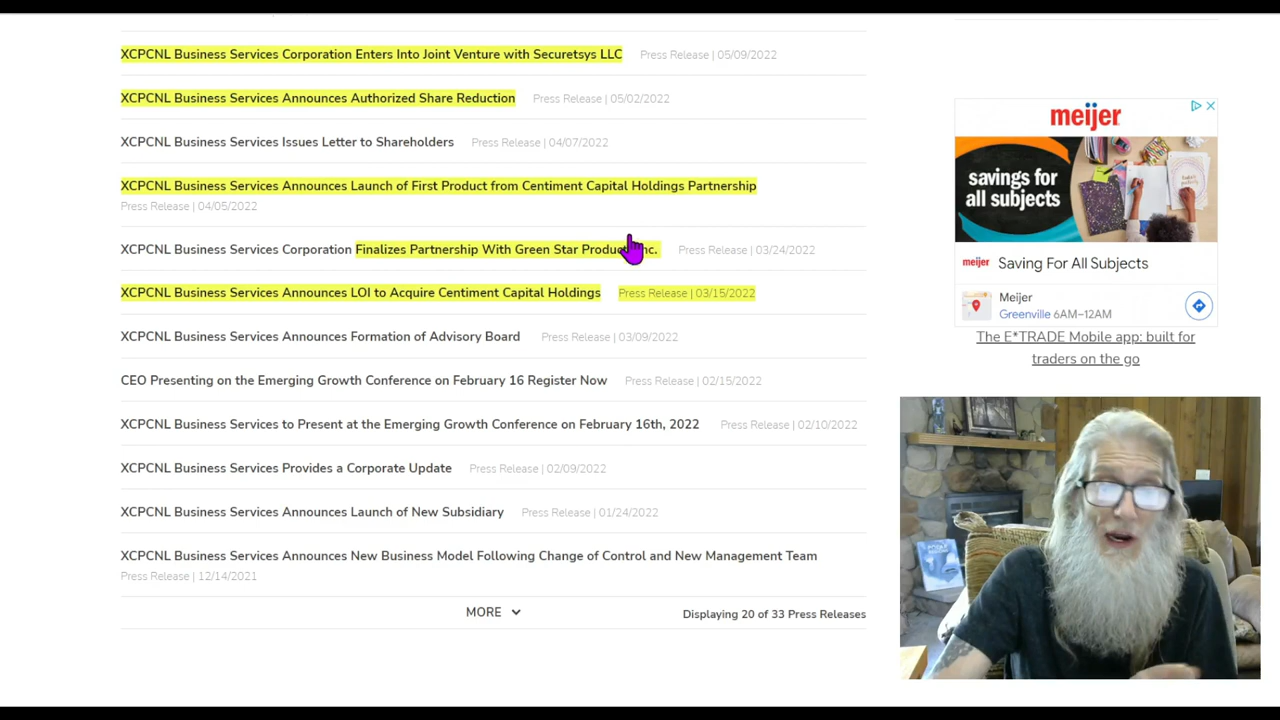 XCPCNL Business Services Corporation Enters Into Joint Venture with Securetsys LLC Press Release | 05/09/2022
XCPCNL Business Services Announces Authorized Share Reduction Press Release | 05/02/2022
XCPCNL Business Services Issues Letter to Shareholders Press Release | 04/07/2022
XCPCNL Business Services Announces Launch of First Product from Centiment Capital Holdings Partnership
Press Release | 04/05/2022
XCPCNL Business Services Corporation Finalizes Partnership With Green Star Product Inc. Press Release | 03/24/2022
XCPCNL Business Services Announces LOI to Acquire Centiment Capital Holdings Press Release | 03/15/2022
XCPCNL Business Services Announces Formation of Advisory Board Press Release | 03/09/2022
CEO Presenting on the Emerging Growth Conference on February 16 Register Now Press Release | 02/15/2022
XCPCNL Business Services to Present at the Emerging Growth Conference on February 16th, 2022 Press Release | 02/10/2022
XCPCNL Business Services Provides a Corporate Update Press Release | 02/09/2022
XCPCNL Business Services Announces Launch of New Subsidiary Press Release | 01/24/2022
XCPCNL Business Services Announces New Business Model Following Change of Control and New Management Team
Press Release | 12/14/2021
MORE
Displaying 20 of 33 Press Releases
meijer
savings for
all subjects
meijer Saving For All Subjects
Meijer
Greenville 6AM–12AM
The E*TRADE Mobile app: built for
traders on the go